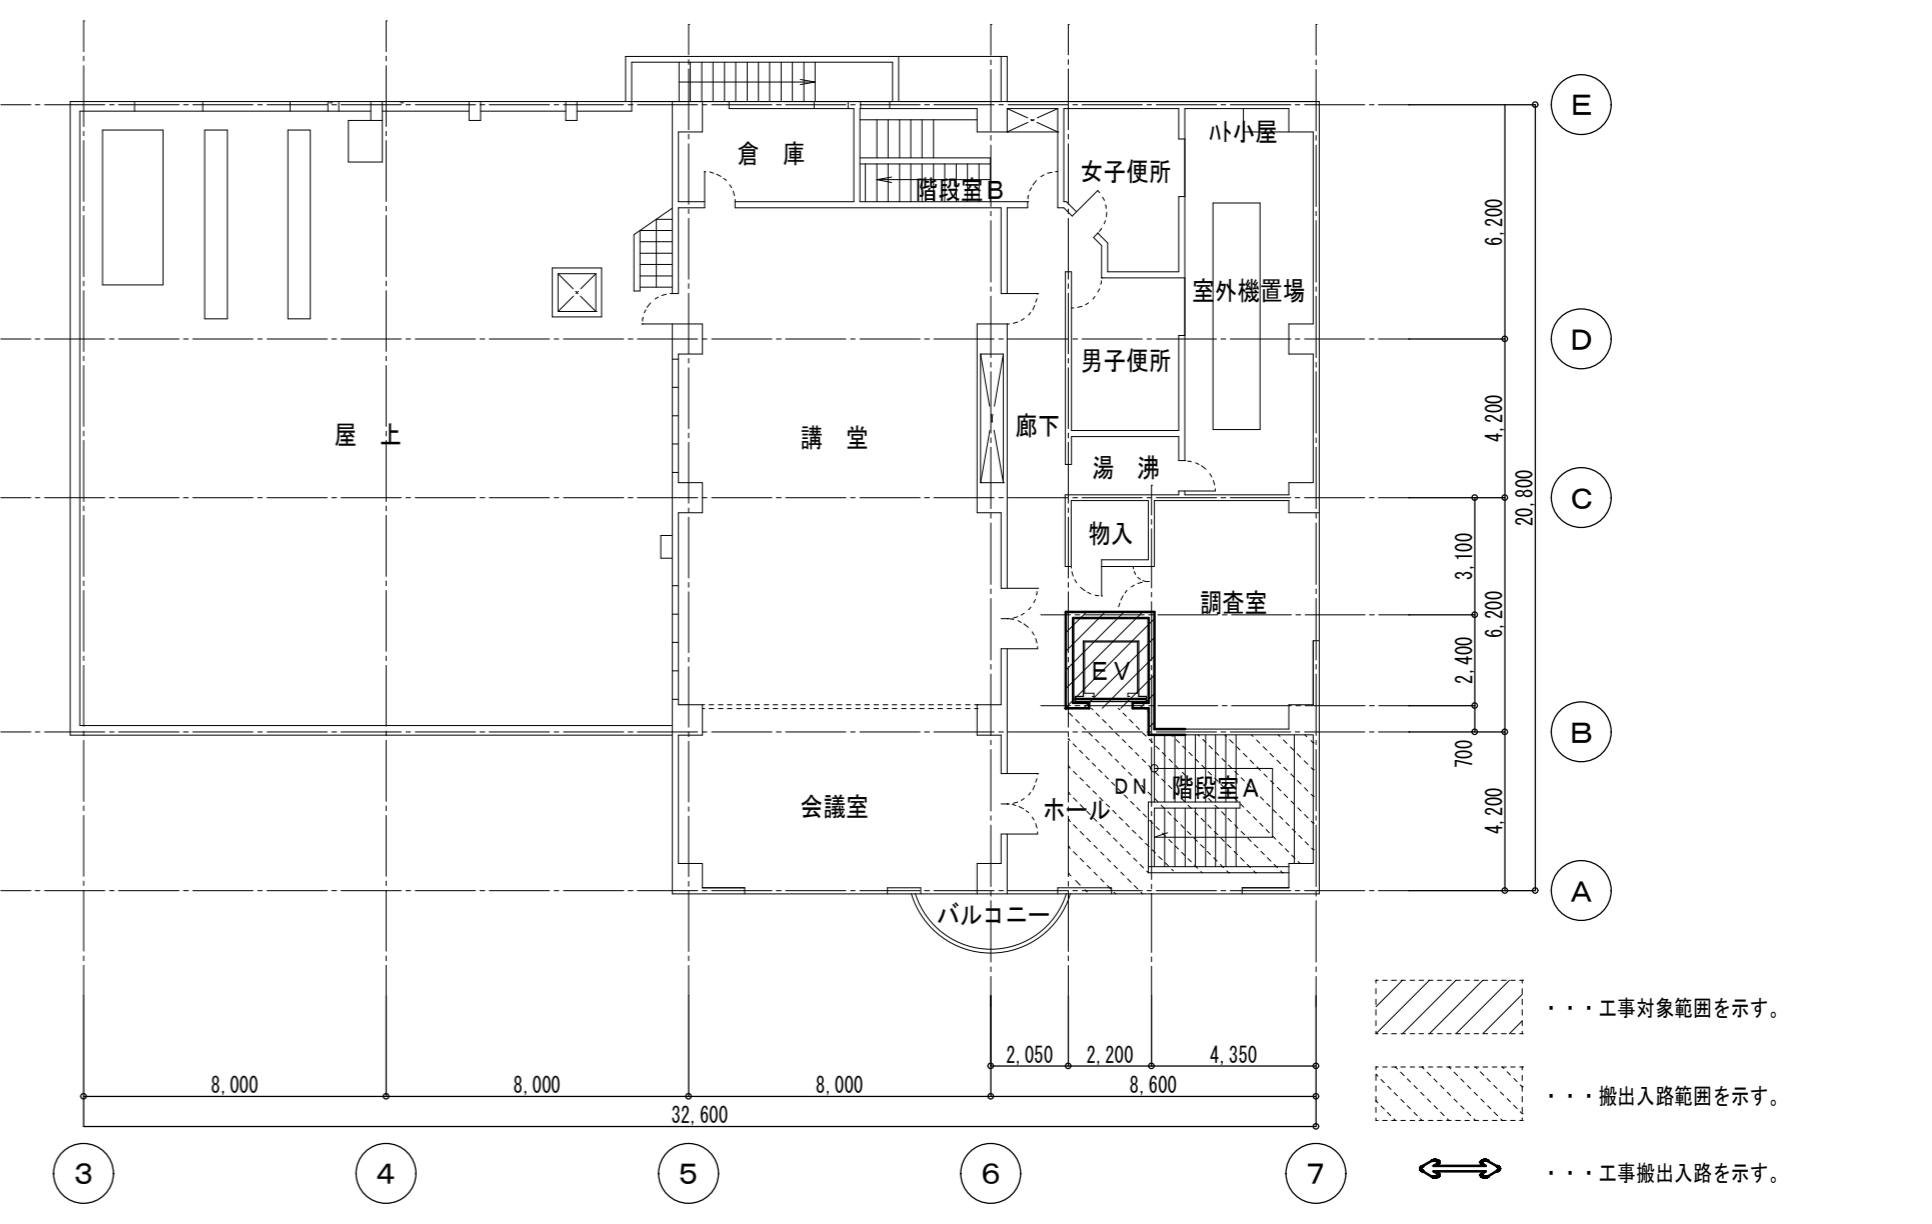 E
ﾊﾄ小屋
倉 庫
女子便所
階段室B
6,200
室外機置場
D
男子便所
屋 上
講 堂
廊下
4,200
湯 沸
C
20,800
物入
3,100
調査室
6,200
EV
2,400
B
700
DN
階段室A
会議室
ホール
4,200
A
バルコニー
・・・工事対象範囲を示す。
2,050
2,200
4,350
8,000
8,000
8,000
8,600
・・・搬出入路範囲を示す。
32,600
3
4
5
6
7
・・・工事搬出入路を示す。